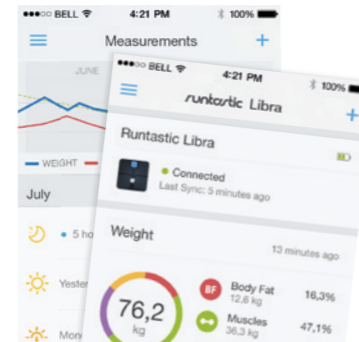 BELL 4:21 PM 100%
Measurements +
JUNE
WEIGHT
July
5 ho
Yester
Mon
BELL 4:21 PM 100%
runtastic Libra +
Runtastic Libra
Connected
Last Sync: 5 minutes ago
Weight 13 minutes ago
76,2
kg
BF Body Fat 16,3%
12,6 kg
Muscles 47,1%
36,3 kg